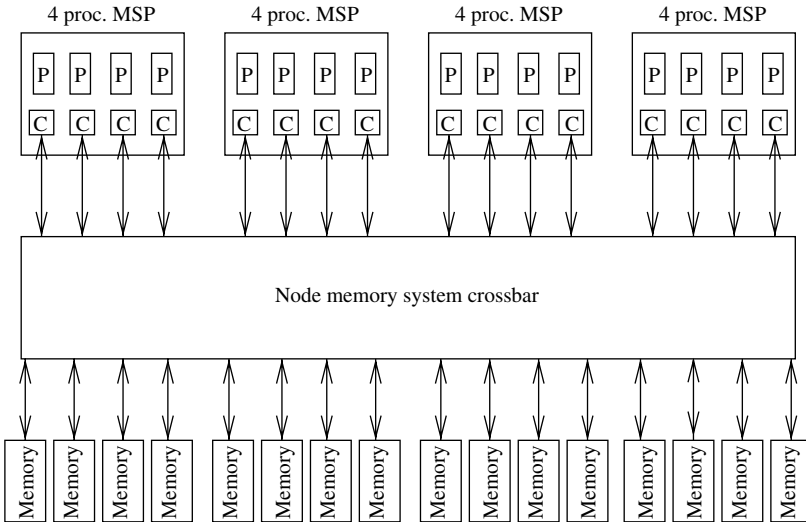 4 proc. MSP 4 proc. MSP 4 proc. MSP 4 proc. MSP
P P P P P P P P P P P P P P P P
C C C C C C C C C C C C C C C C
Node memory system crossbar
Memory Memory Memory Memory Memory Memory Memory Memory Memory Memory Memory Memory Memory Memory Memory Memory